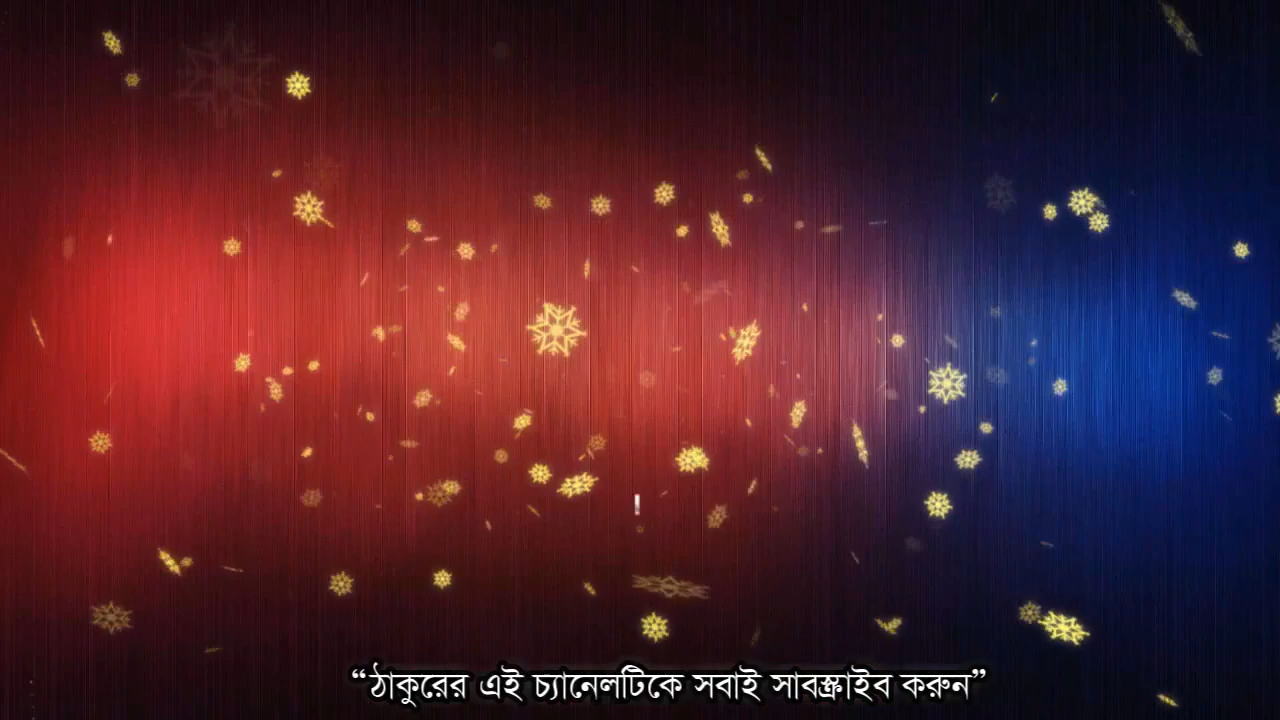 “ঠাকুরের এই চ্যানেলটিকে সবাই সাবস্ক্রাইব করুন”